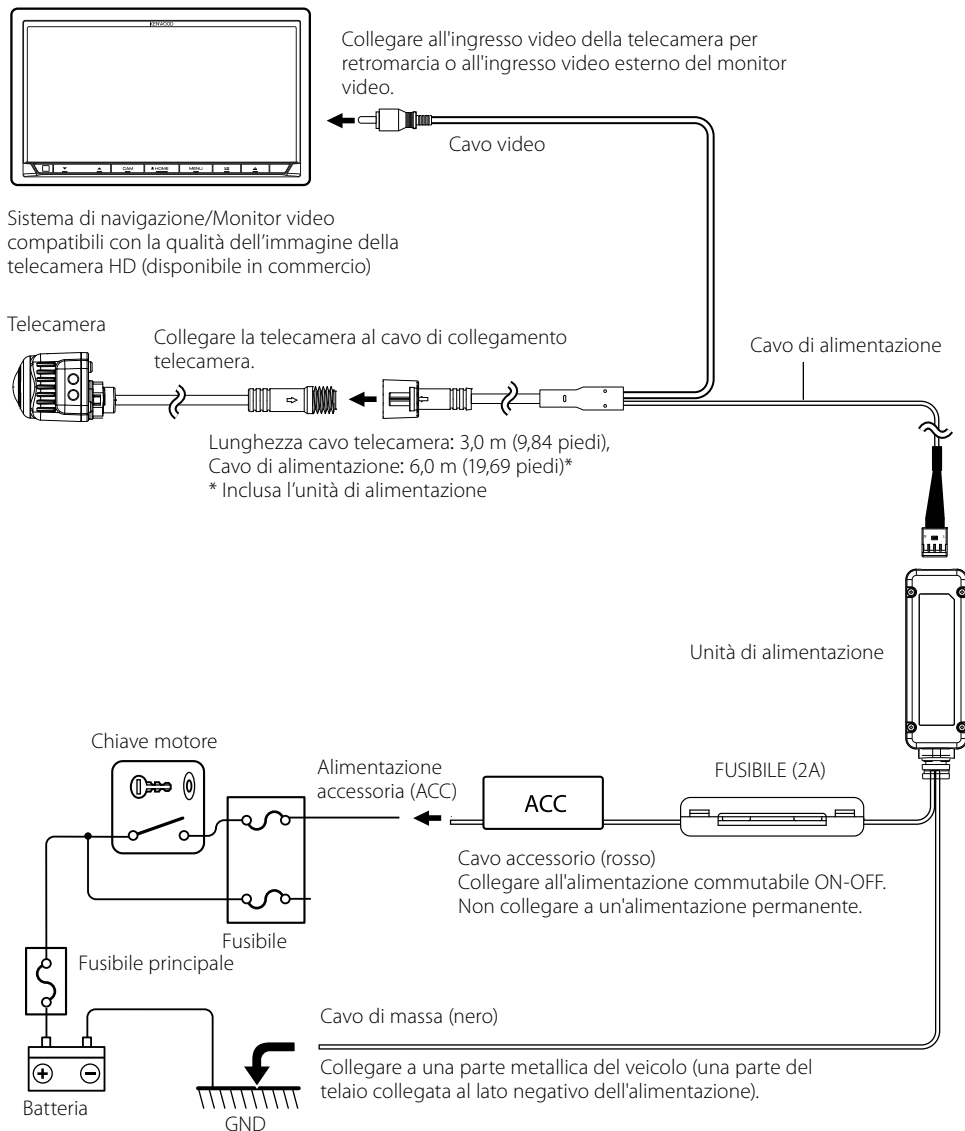 KENWOOD
Collegare all'ingresso video della telecamera per
retromarcia o all'ingresso video esterno del monitor
video.
Cavo video
CAM
HOME
MENU
Sistema di navigazione/Monitor video
compatibili con la qualità dell’immagine della
telecamera HD (disponibile in commercio)
Telecamera
Collegare la telecamera al cavo di collegamento
telecamera.
Cavo di alimentazione
Lunghezza cavo telecamera: 3,0 m (9,84 piedi),
Cavo di alimentazione: 6,0 m (19,69 piedi)*
* Inclusa l’unità di alimentazione
Unità di alimentazione
Chiave motore
Alimentazione
accessoria (ACC)
ACC
FUSIBILE (2A)
Cavo accessorio (rosso)
Collegare all'alimentazione commutabile ON-OFF.
Non collegare a un'alimentazione permanente.
Fusibile
Fusibile principale
Cavo di massa (nero)
Collegare a una parte metallica del veicolo (una parte del
telaio collegata al lato negativo dell'alimentazione).
+ −
Batteria
GND